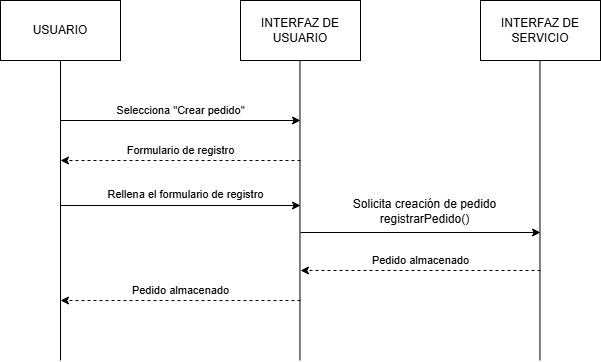 USUARIO
INTERFAZ DE
USUARIO
INTERFAZ DE
SERVICIO
Selecciona "Crear pedido"
Formulario de registro
Rellena el formulario de registro
Solicita creación de pedido
registrarPedido()
Pedido almacenado
Pedido almacenado